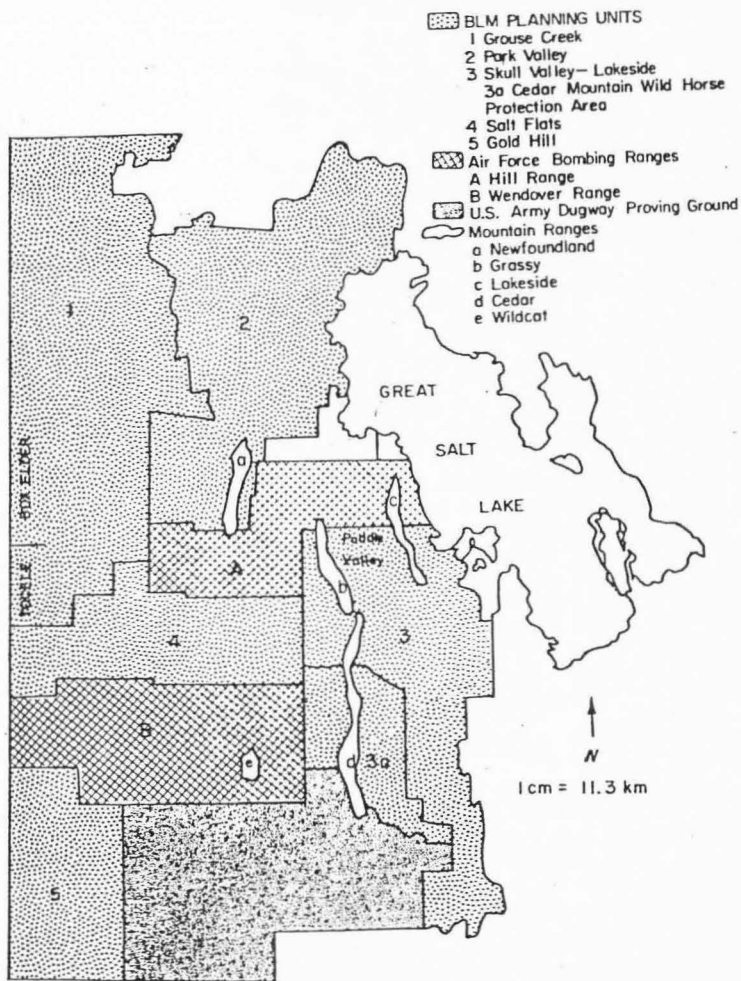 BLM PLANNING UNITS
1 Grouse Creek
2 Park Valley
3 Skull Valley—Lakeside
3a Cedar Mountain Wild Horse
Protection Area
4 Salt Flats
5 Gold Hill
Air Force Bombing Ranges
A Hill Range
B Wendover Range
U.S. Army Dugway Proving Ground
Mountain Ranges
a Newfoundland
b Grassy
c Lakeside
d Cedar
e Wildcat
1
2
GREAT
SALT
LAKE
a
c
BOX ELDER
TOOELE
Puddle
Valley
A
b
4
3
B
e
d
3a
N
1cm = 11.3 km
5